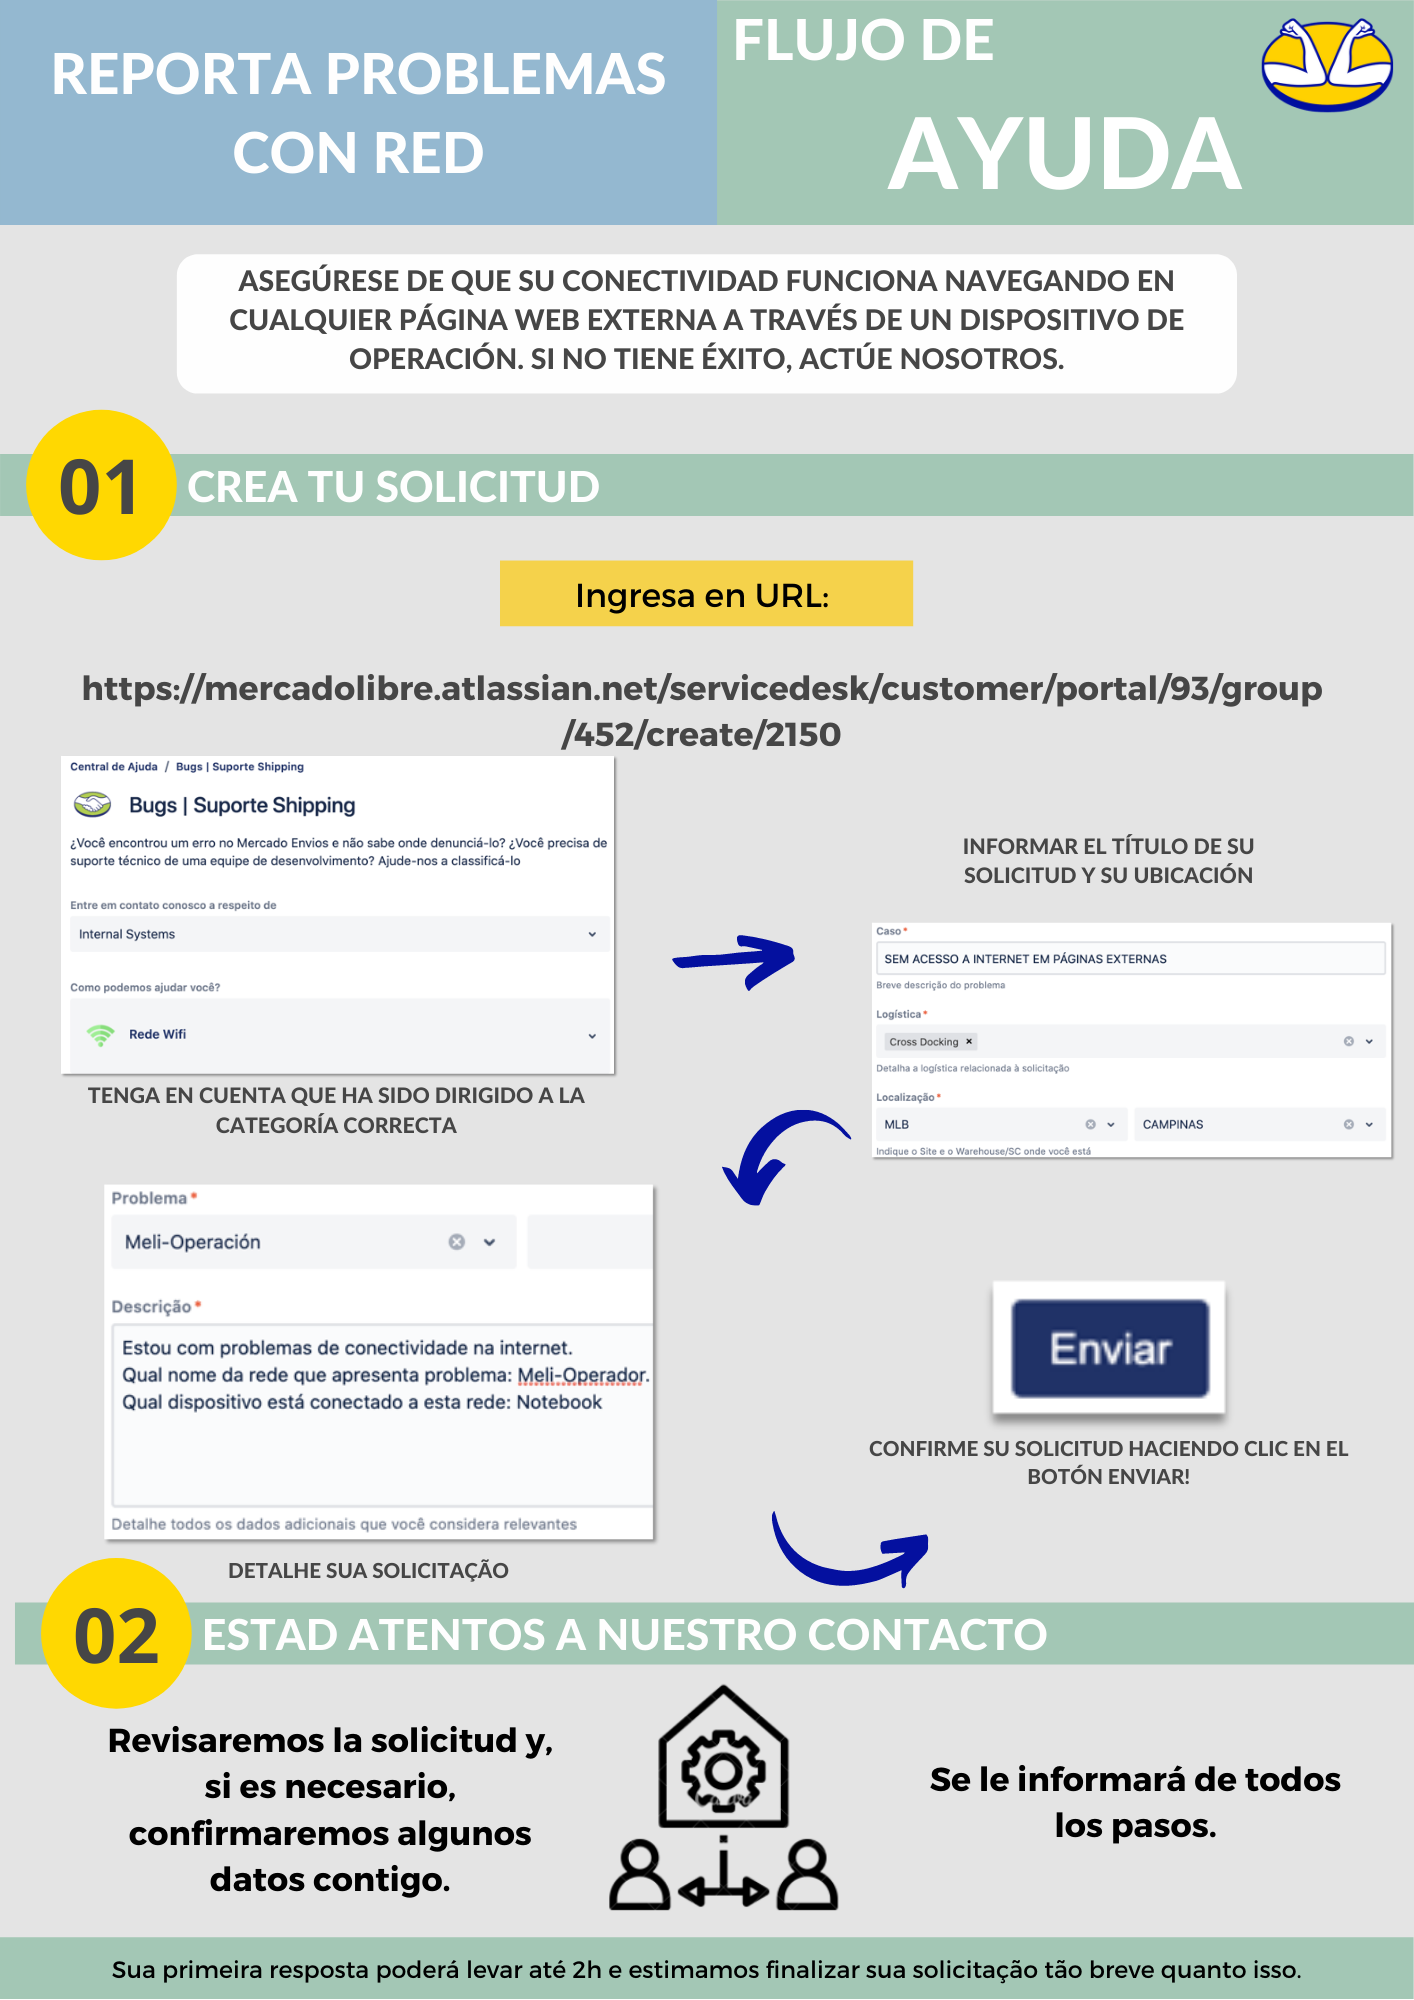 REPORTA PROBLEMAS
CON RED
FLUJO DE
AYUDA
ASEGÚRESE DE QUE SU CONECTIVIDAD FUNCIONA NAVEGANDO EN
CUALQUIER PÁGINA WEB EXTERNA A TRAVÉS DE UN DISPOSITIVO DE
OPERACIÓN. SI NO TIENE ÉXITO, ACTÚE NOSOTROS.
01
CREA TU SOLICITUD
Ingresa en URL:
https://mercadolibre.atlassian.net/servicedesk/customer/portal/93/group
/452/create/2150
Central de Ajuda / Bugs | Suporte Shipping
Bugs | Suporte Shipping
¿Você encontrou um erro no Mercado Envios e não sabe onde denunciá-lo? ¿Você precisa de
suporte técnico de uma equipe de desenvolvimento? Ajude-nos a classificá-lo
Entre em contato conosco a respeito de
Internal Systems
Como podemos ajudar você?
Rede Wifi
TENGA EN CUENTA QUE HA SIDO DIRIGIDO A LA
CATEGORÍA CORRECTA
INFORMAR EL TÍTULO DE SU
SOLICITUD Y SU UBICACIÓN
Caso *
SEM ACESSO A INTERNET EM PÁGINAS EXTERNAS
Breve descrição do problema
Logística *
Cross Docking ×
Detalha a logística relacionada à solicitação
Localização *
MLB CAMPINAS
Indique o Site e o Warehouse/SC onde você está
Problema *
Meli-Operación
Descrição *
Estou com problemas de conectividade na internet.
Qual nome da rede que apresenta problema: Meli-Operador.
Qual dispositivo está conectado a esta rede: Notebook
Detalhe todos os dados adicionais que você considera relevantes
DETALHE SUA SOLICITAÇÃO
Enviar
CONFIRME SU SOLICITUD HACIENDO CLIC EN EL
BOTÓN ENVIAR!
02
ESTAD ATENTOS A NUESTRO CONTACTO
Revisaremos la solicitud y,
si es necesario,
confirmaremos algunos
datos contigo.
Se le informará de todos
los pasos.
Sua primeira resposta poderá levar até 2h e estimamos finalizar sua solicitação tão breve quanto isso.